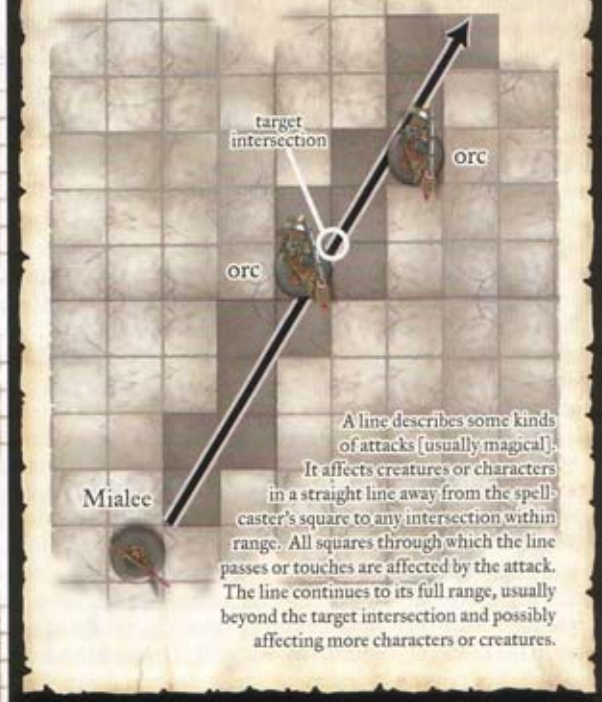 target
intersection
orc
orc
Mialee
A line describes some kinds
of attacks [usually magical].
It affects creatures or characters
in a straight line away from the spell-
caster's square to any intersection within
range. All squares through which the line
passes or touches are affected by the attack.
The line continues to its full range, usually
beyond the target intersection and possibly
affecting more characters or creatures.